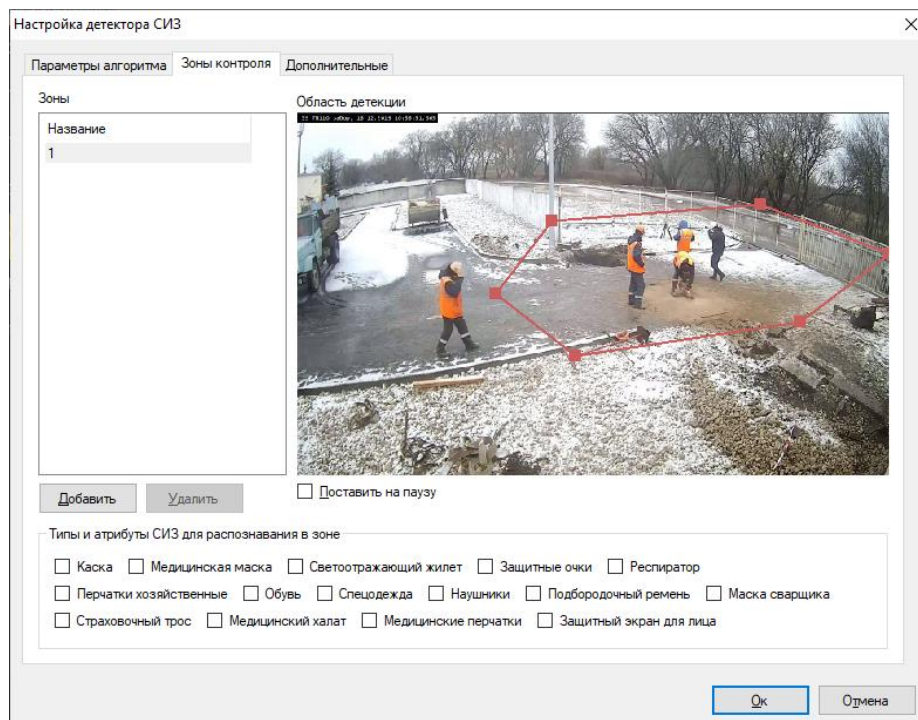 Настройка детектора СИЗ
Параметры алгоритма Зоны контроля Дополнительные
Зоны
Область детекции
Название
1
Добавить Удалить
Поставить на паузу
Типы и атрибуты СИЗ для распознавания в зоне
Каска Медицинская маска Светоотражающий жилет Защитные очки Респиратор
Перчатки хозяйственные Обувь Спецодежда Наушники Подбородочный ремень Маска сварщика
Страховочный трос Медицинский халат Медицинские перчатки Защитный экран для лица
Ок Отмена